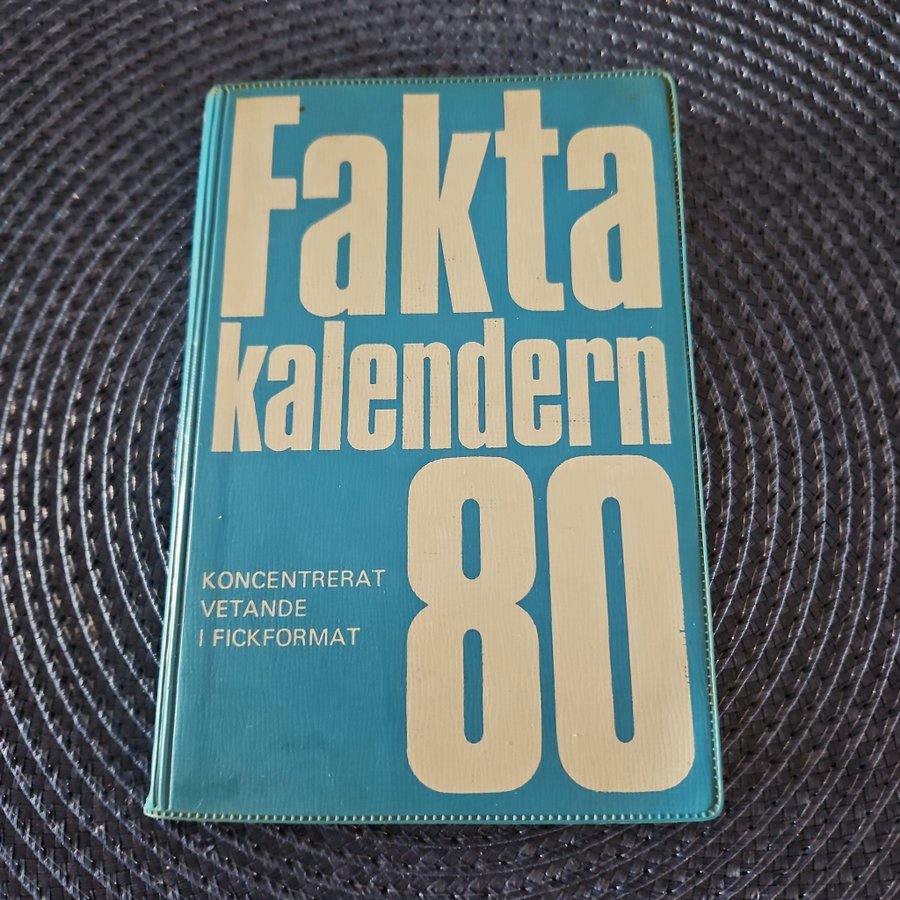 Fakta
kalendern
80
KONCENTRERAT
VETANDE
I FICKFORMAT